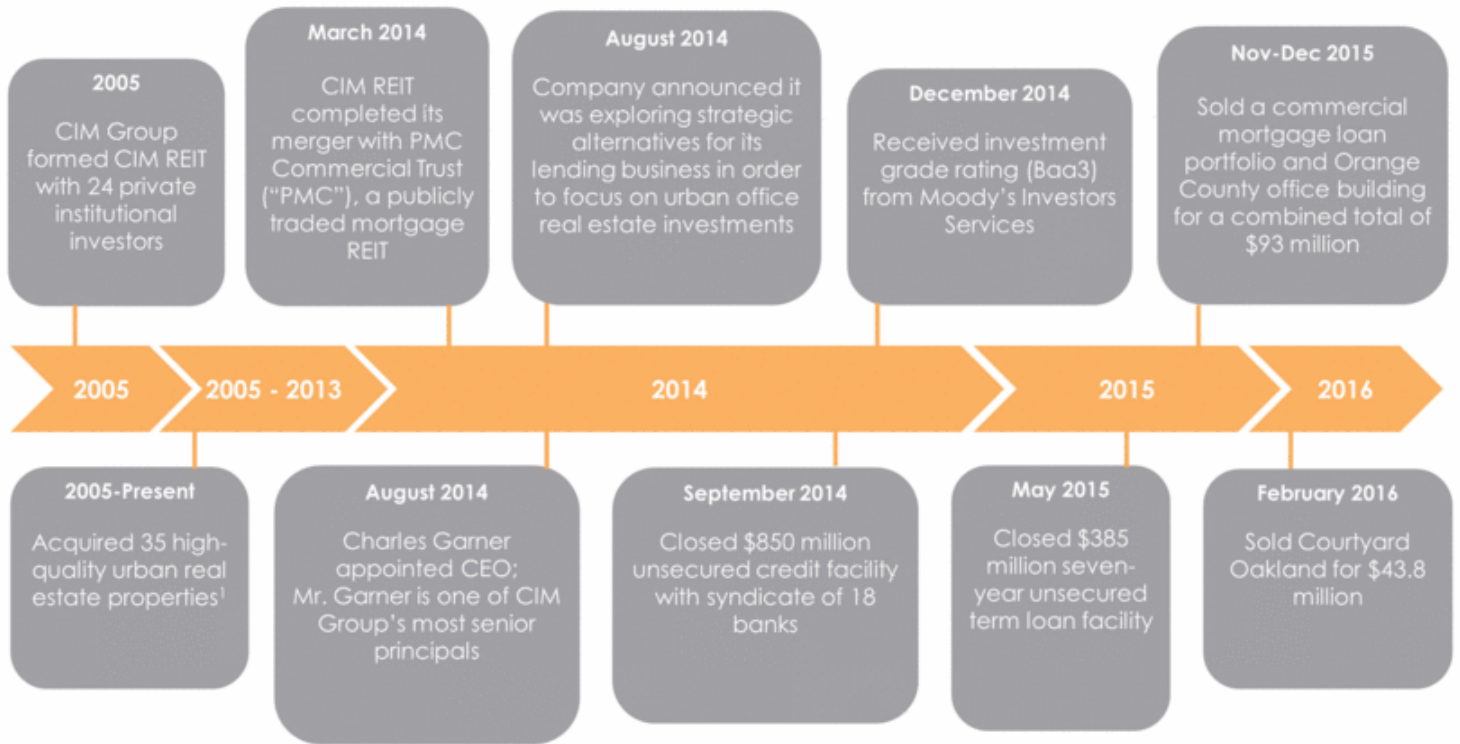 2005
CIM Group
formed CIM REIT
with 24 private
institutional
investors
March 2014
CIM REIT
completed its
merger with PMC
Commercial Trust
(“PMC”), a publicly
traded mortgage
REIT
August 2014
Company announced it
was exploring strategic
alternatives for its
lending business in order
to focus on urban office
real estate investments
December 2014
Received investment
grade rating (Baa3)
from Moody’s Investors
Services
Nov-Dec 2015
Sold a commercial
mortgage loan
portfolio and Orange
County office building
for a combined total of
$93 million
2005
2005 - 2013
2014
2015
2016
2005-Present
Acquired 35 high-
quality urban real
estate properties¹
August 2014
Charles Garner
appointed CEO;
Mr. Garner is one of CIM
Group’s most senior
principals
September 2014
Closed $850 million
unsecured credit facility
with syndicate of 18
banks
May 2015
Closed $385
million seven-
year unsecured
term loan facility
February 2016
Sold Courtyard
Oakland for $43.8
million